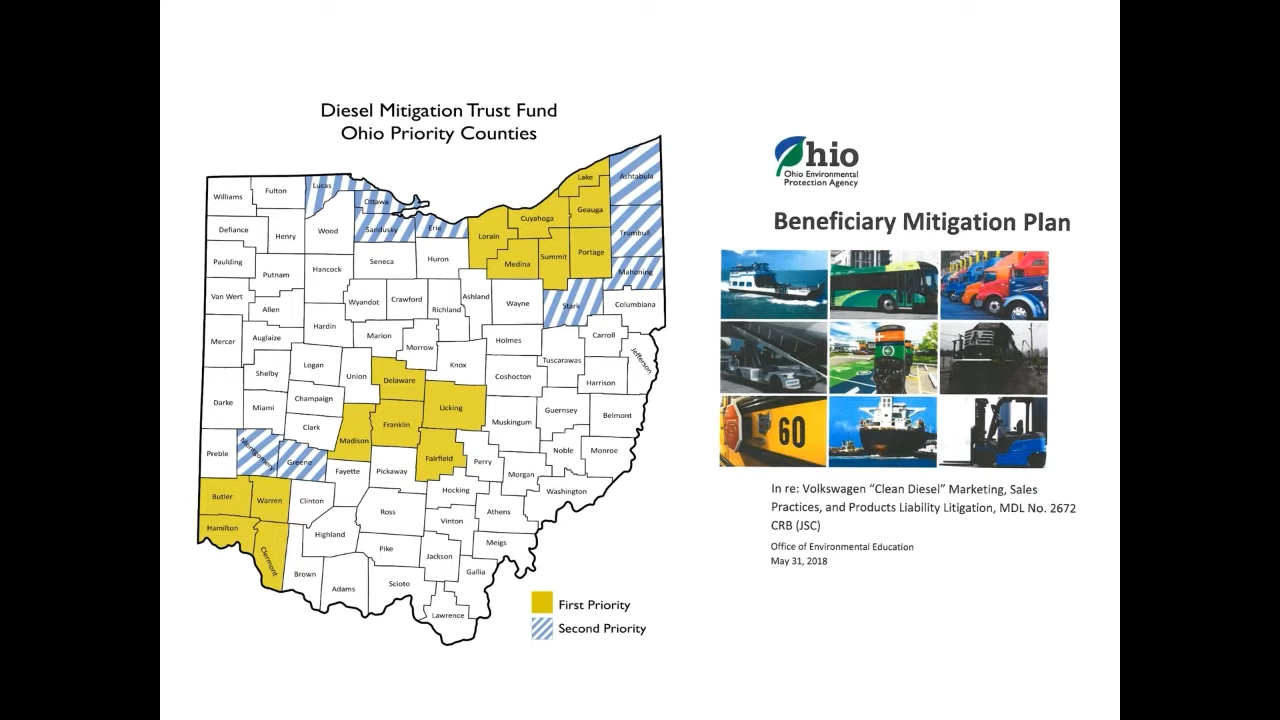 Diesel Mitigation Trust Fund
Ohio Priority Counties
Williams
Fulton
Lucas
Ottawa
Defiance
Henry
Wood
Sandusky
Erie
Lorain
Cuyahoga
Lake
Geauga
Ashtabula
Trumbull
Paulding
Putnam
Hancock
Seneca
Huron
Medina
Summit
Portage
Mahoning
Van Wert
Allen
Wyandot
Crawford
Richland
Ashland
Wayne
Stark
Columbiana
Mercer
Auglaize
Hardin
Marion
Morrow
Holmes
Carroll
Jefferson
Shelby
Logan
Union
Delaware
Knox
Coshocton
Tuscarawas
Harrison
Darke
Miami
Champaign
Clark
Madison
Franklin
Licking
Muskingum
Guernsey
Belmont
Preble
Montgomery
Greene
Fayette
Pickaway
Fairfield
Perry
Morgan
Noble
Monroe
Butler
Warren
Clinton
Ross
Hocking
Athens
Washington
Hamilton
Clermont
Highland
Pike
Vinton
Jackson
Meigs
Brown
Adams
Scioto
Gallia
Lawrence
First Priority
Second Priority
Ohio
Ohio Environmental
Protection Agency
Beneficiary Mitigation Plan
60
In re: Volkswagen “Clean Diesel” Marketing, Sales
Practices, and Products Liability Litigation, MDL No. 2672
CRB (JSC)
Office of Environmental Education
May 31, 2018